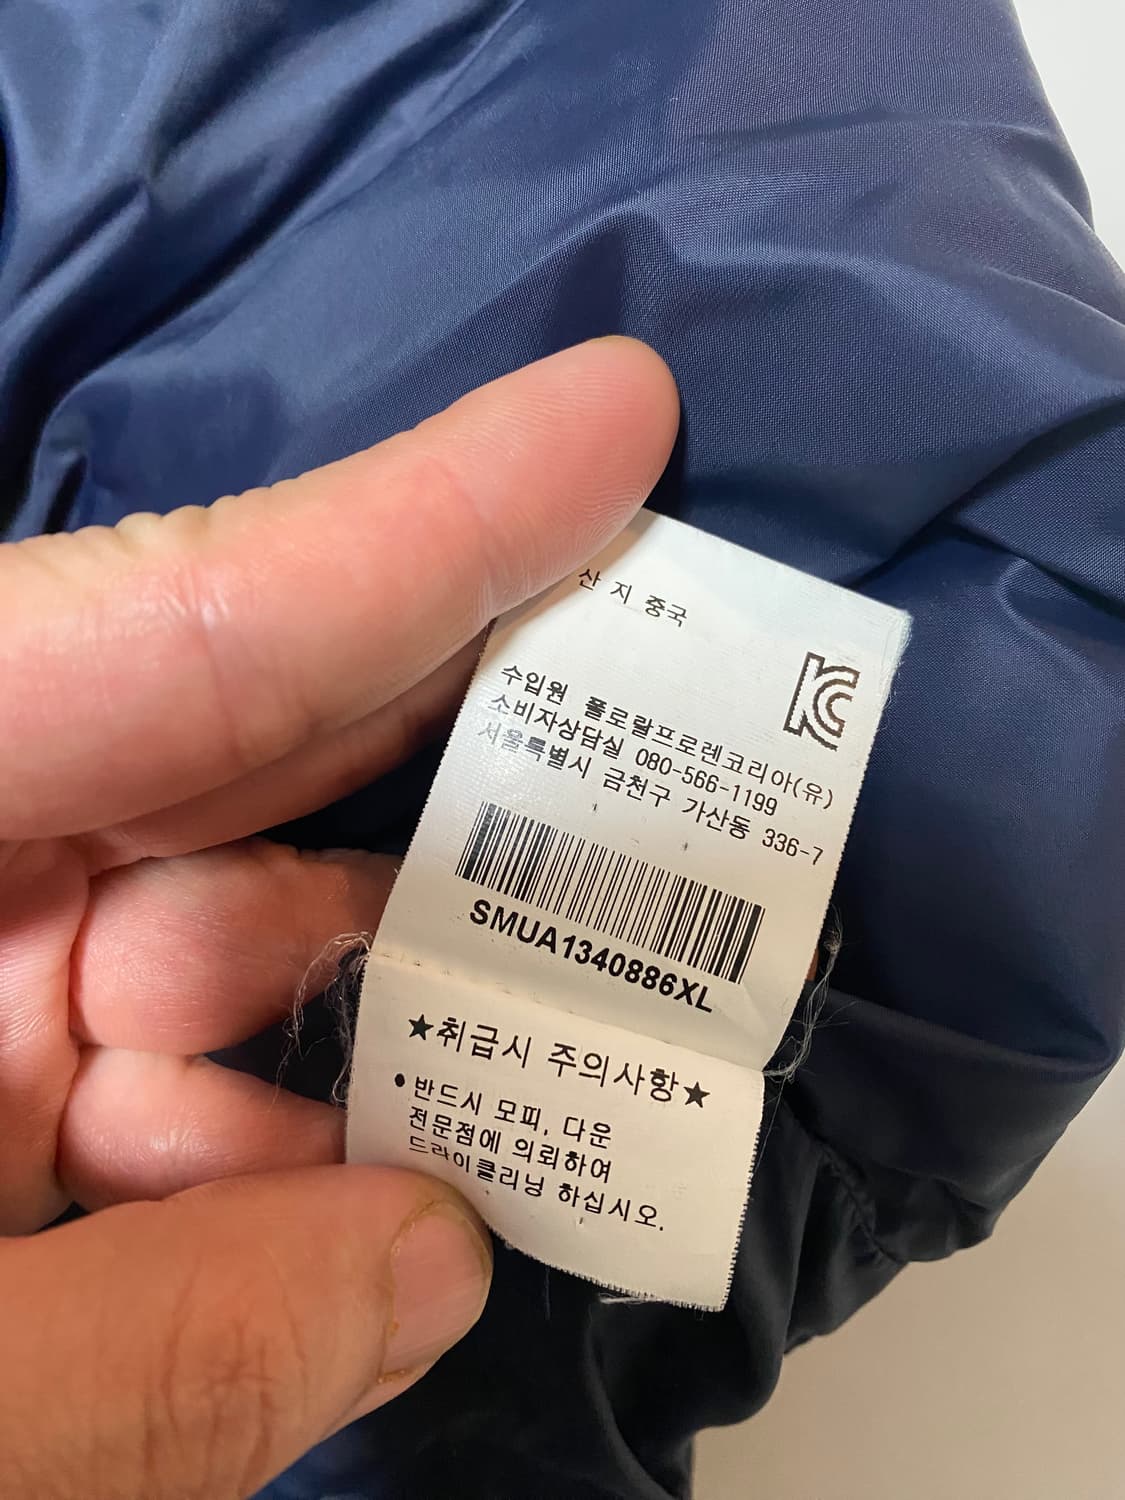 산 지 중국
KC
수입원 폴로랄프로렌코리아(유)
소비자상담실 080-566-1199
서울특별시 금천구 가산동 336-7
SMUA1340886XL
★취급시 주의사항★
• 반드시 모피, 다운
전문점에 의뢰하여
드라이클리닝 하십시오.